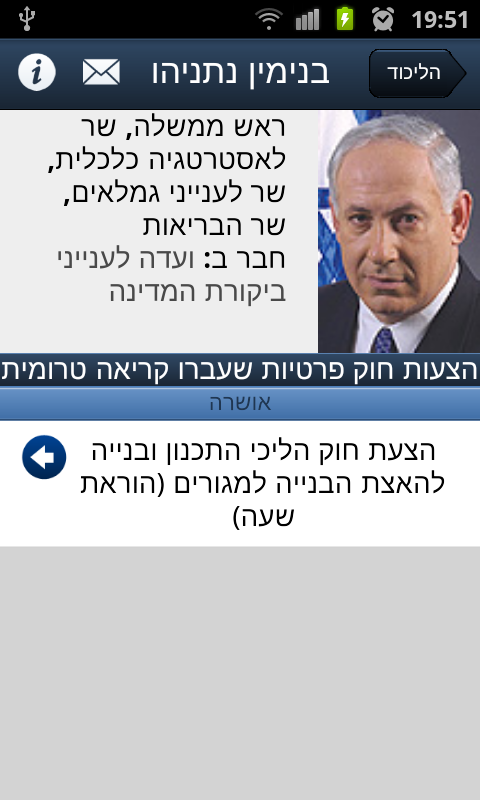 19:51
הליכוד
בנימין נתניהו
ראש ממשלה, שר
לאסטרטגיה כלכלית,
שר לענייני גמלאים,
שר הבריאות
חבר ב: ועדה לענייני
ביקורת המדינה
הצעות חוק פרטיות שעברו קריאה טרומית
אושרה
הצעת חוק הליכי התכנון ובנייה
להאצת הבנייה למגורים (הוראת
שעה)